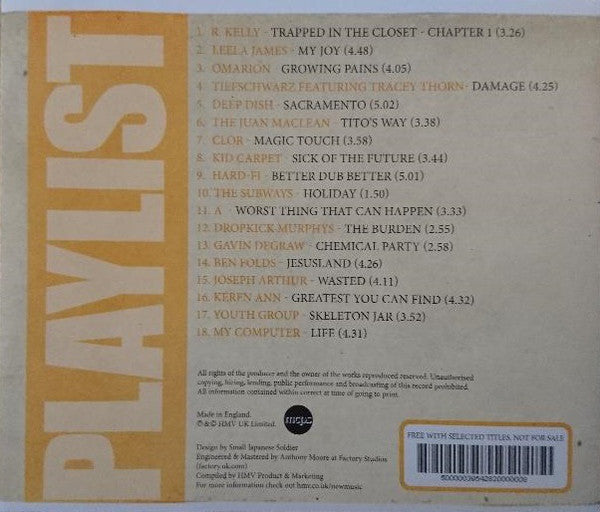 PLAYLIST
1. R. KELLY - TRAPPED IN THE CLOSET - CHAPTER 1 (3.26)
2. LEELA JAMES - MY JOY (4.48)
3. OMARION - GROWING PAINS (4.05)
4. TIEFSCHWARZ FEATURING TRACEY THORN - DAMAGE (4.25)
5. DEEP DISH - SACRAMENTO (5.02)
6. THE JUAN MACLEAN - TITO'S WAY (3.38)
7. CLOR - MAGIC TOUCH (3.58)
8. KID CARPET - SICK OF THE FUTURE (3.44)
9. HARD-FI - BETTER DUB BETTER (5.01)
10. THE SUBWAYS - HOLIDAY (1.50)
11. A - WORST THING THAT CAN HAPPEN (3.33)
12. DROPKICK MURPHYS - THE BURDEN (2.55)
13. GAVIN DEGRAW - CHEMICAL PARTY (2.58)
14. BEN FOLDS - JESUSLAND (4.26)
15. JOSEPH ARTHUR - WASTED (4.11)
16. KEREN ANN - GREATEST YOU CAN FIND (4.32)
17. YOUTH GROUP - SKELETON JAR (3.52)
18. MY COMPUTER - LIFE (4.31)
All rights of the producer and the owner of the works reproduced reserved. Unauthorised
copying, hiring, lending, public performance and broadcasting of this record prohibited.
All information contained within correct at time of going to print.
Made in England.
℗ & © HMV UK Limited.
mcps
Design by Small Japanese Soldier
Engineered & Mastered by Anthony Moore at Factory Studios
(factory.uk.com)
Compiled by HMV Product & Marketing
For more information check out hmv.co.uk/newmusic
FREE WITH SELECTED TITLES. NOT FOR SALE